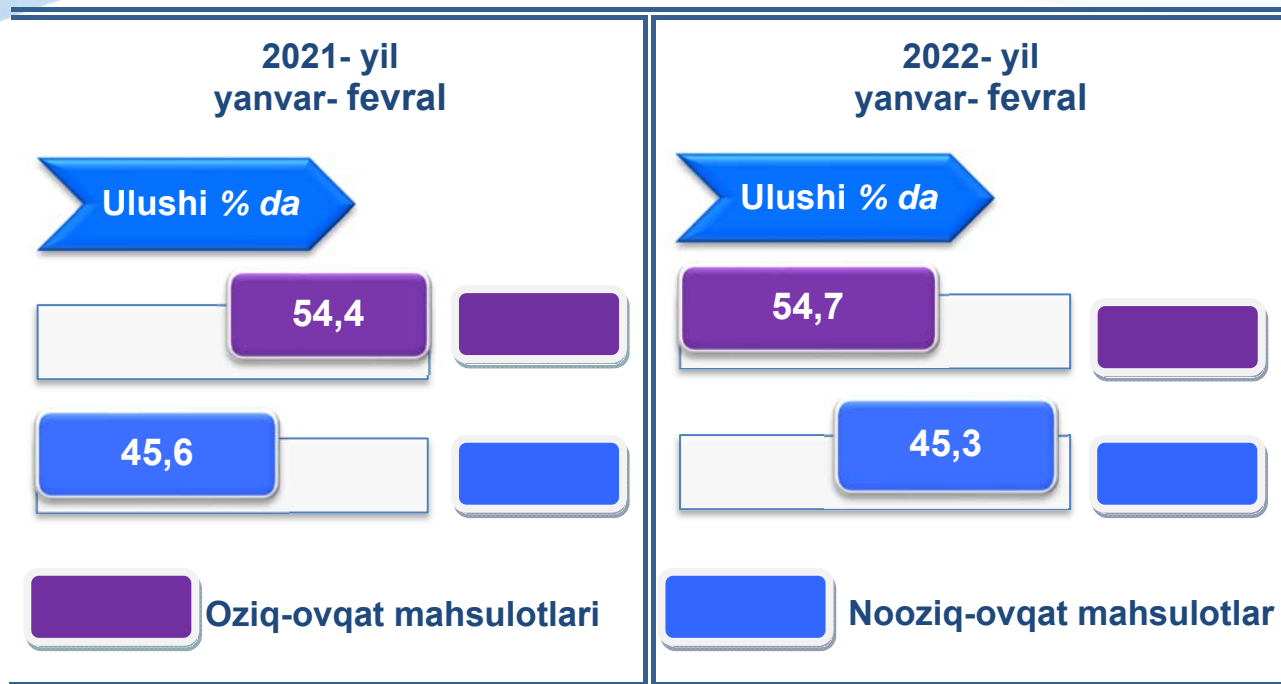 2021- yil
yanvar- fevral
Ulushi % da
54,4
45,6
Oziq-ovqat mahsulotlari
2022- yil
yanvar- fevral
Ulushi % da
54,7
45,3
Nooziq-ovqat mahsulotlar